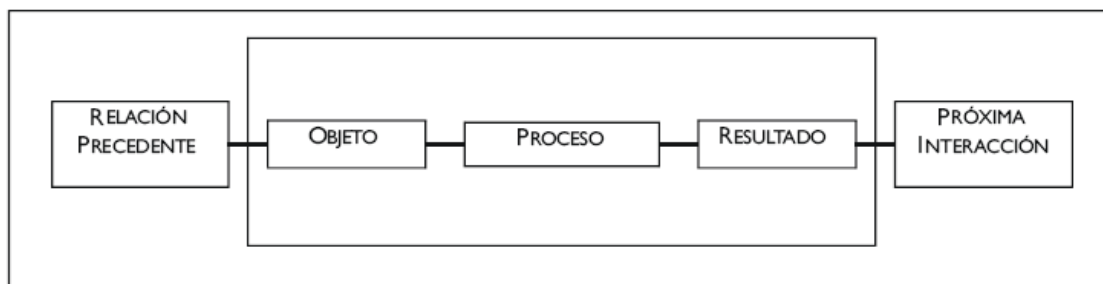 RELACIÓN
PRECEDENTE
OBJETO
PROCESO
RESULTADO
PRÓXIMA
INTERACCIÓN